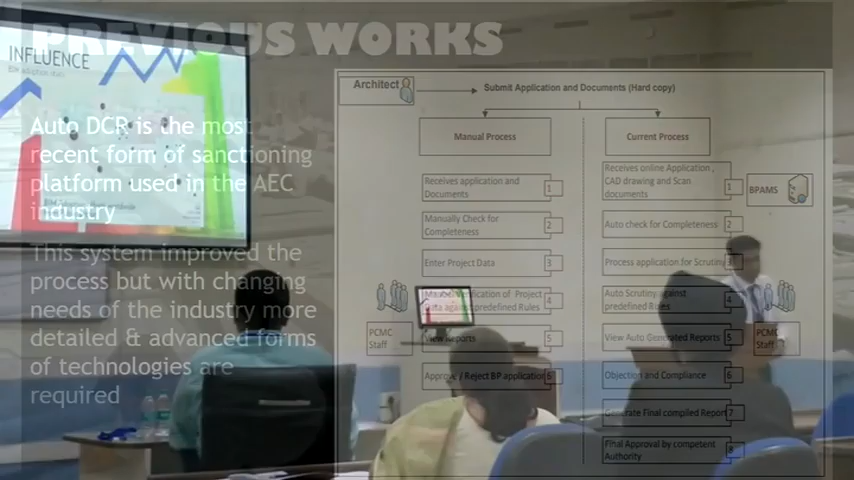 PREVIOUS WORKS
INFLUENCE
Auto DCR is the most
recent form of sanctioning
platform used in the AEC
industry
This system improved the
process but with changing
needs of the industry more
detailed & advanced forms
of technologies are
required
Architect
Submit Application and Documents (Hard copy)
Manual Process
Receives application and
Documents
1
Manually Check for
Completeness
2
Enter Project Data
3
Verification of Project
Data against predefined Rules
4
View Reports
5
Approve / Reject BP application
6
PCMC
Staff
Current Process
Receives online Application ,
CAD drawing and Scan
documents
1
BPAMS
Auto check for Completeness
2
Process application for Scrutiny
3
Auto Scrutiny against
predefined Rules
4
View Auto Generated Reports
5
Objection and Compliance
6
Generate Final compiled Report
7
Final Approval by competent
Authority
8
PCMC
Staff